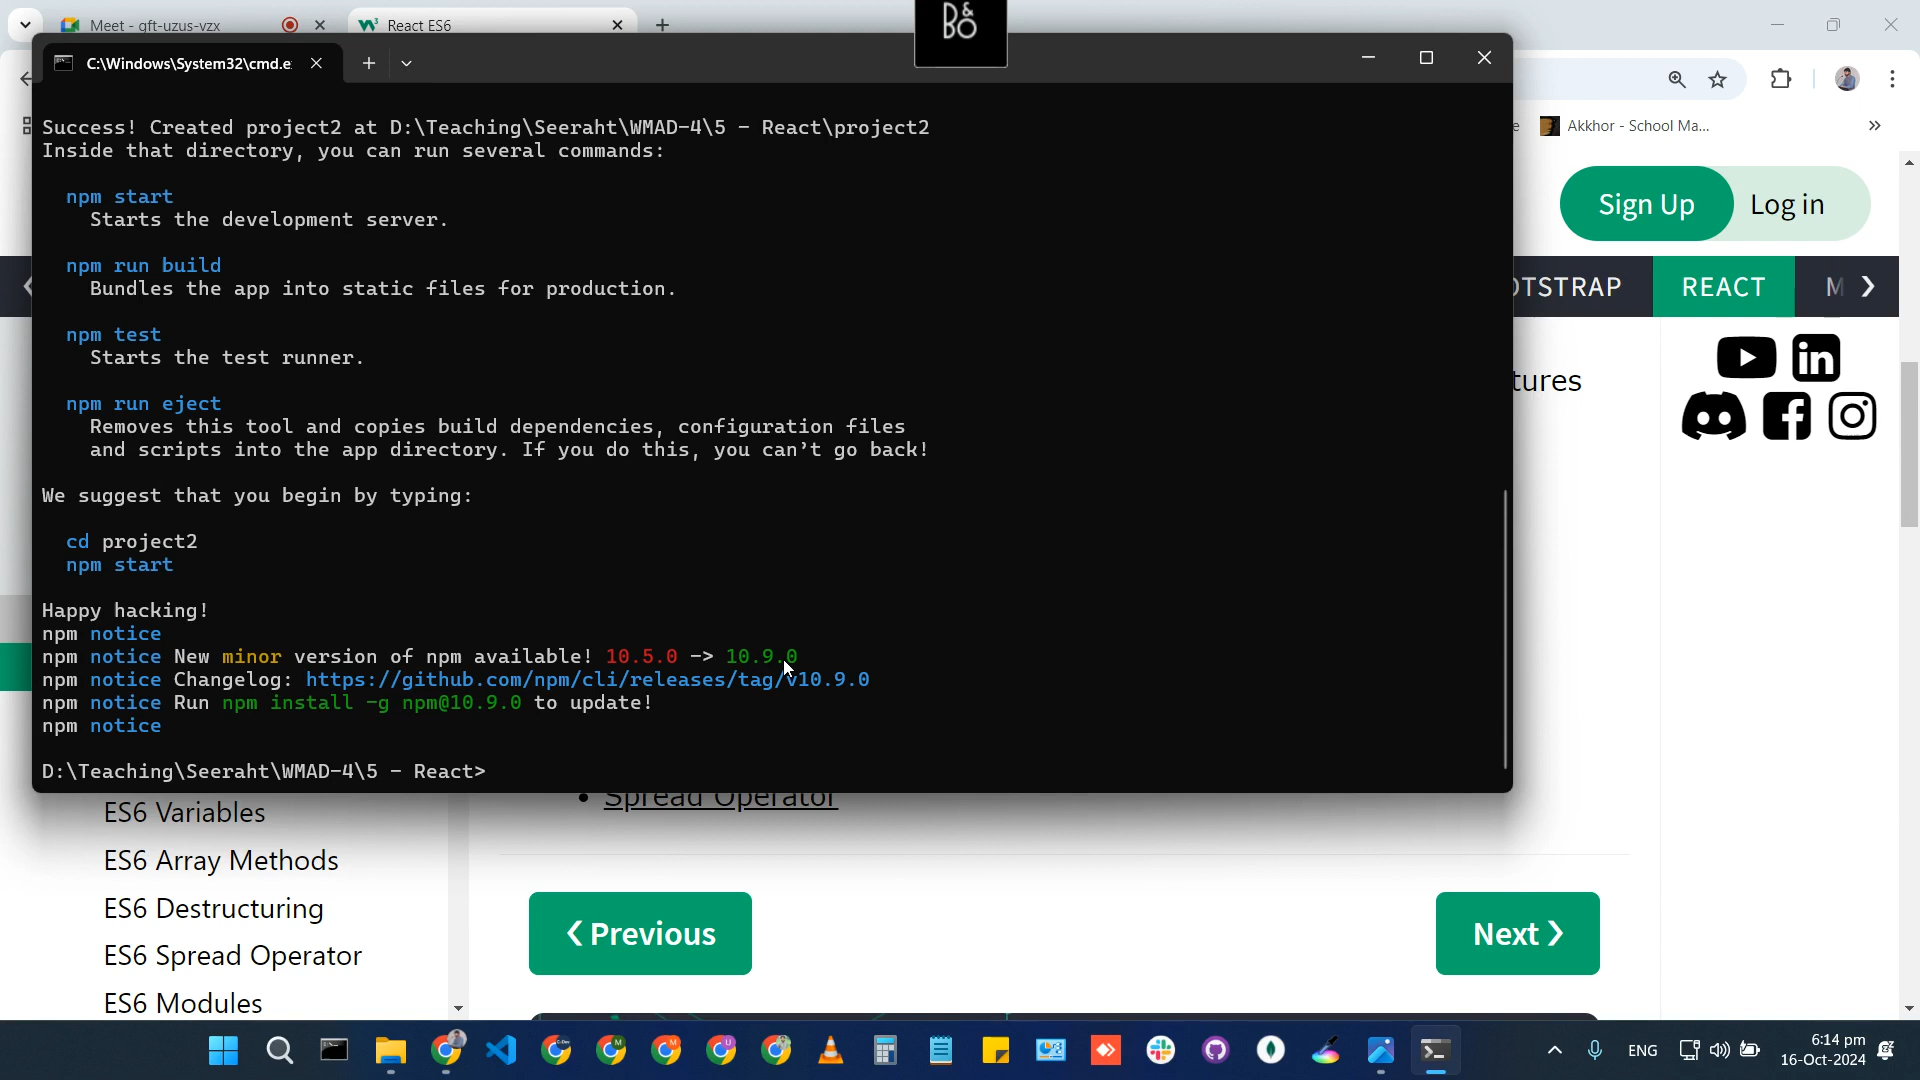 Meet - gft-uzus-vzx
React ES6
B&O
C:\Windows\System32\cmd.e
Akkhor - School Ma...
Success! Created project2 at D:\Teaching\Seeraht\WMAD-4\5 - React\project2
Inside that directory, you can run several commands:
npm start
Starts the development server.
npm run build
Bundles the app into static files for production.
npm test
Starts the test runner.
npm run eject
Removes this tool and copies build dependencies, configuration files
and scripts into the app directory. If you do this, you can’t go back!
We suggest that you begin by typing:
cd project2
npm start
Happy hacking!
npm notice
npm notice New minor version of npm available! 10.5.0 -> 10.9.0
npm notice Changelog: https://github.com/npm/cli/releases/tag/v10.9.0
npm notice Run npm install -g npm@10.9.0 to update!
npm notice
D:\Teaching\Seeraht\WMAD-4\5 - React>
Sign Up
Log in
OTSTRAP
REACT
M
tures
Spread Operator
ES6 Variables
ES6 Array Methods
ES6 Destructuring
ES6 Spread Operator
ES6 Modules
❮ Previous
Next ❯
ENG
6:14 pm
16-Oct-2024